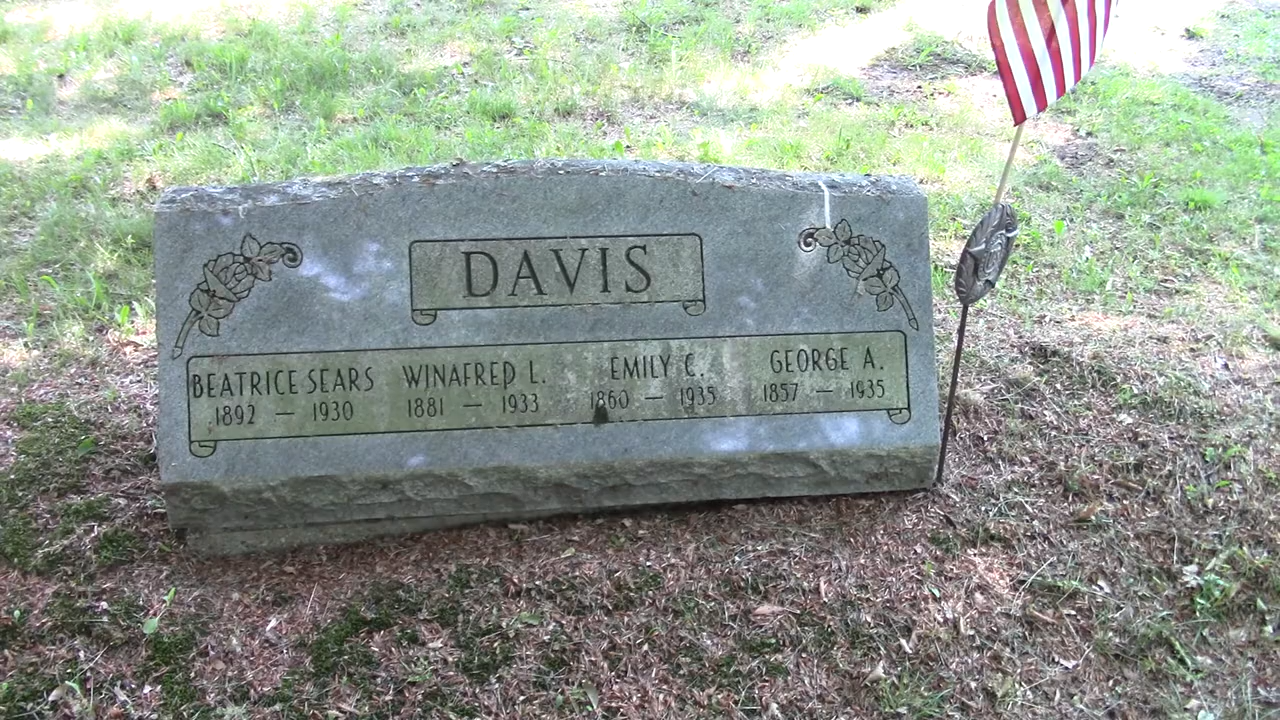 DAVIS
BEATRICE SEARS WINAFRED L. EMILY C. GEORGE A.
1892 — 1930 1881 — 1933 1860 — 1935 1857 — 1935